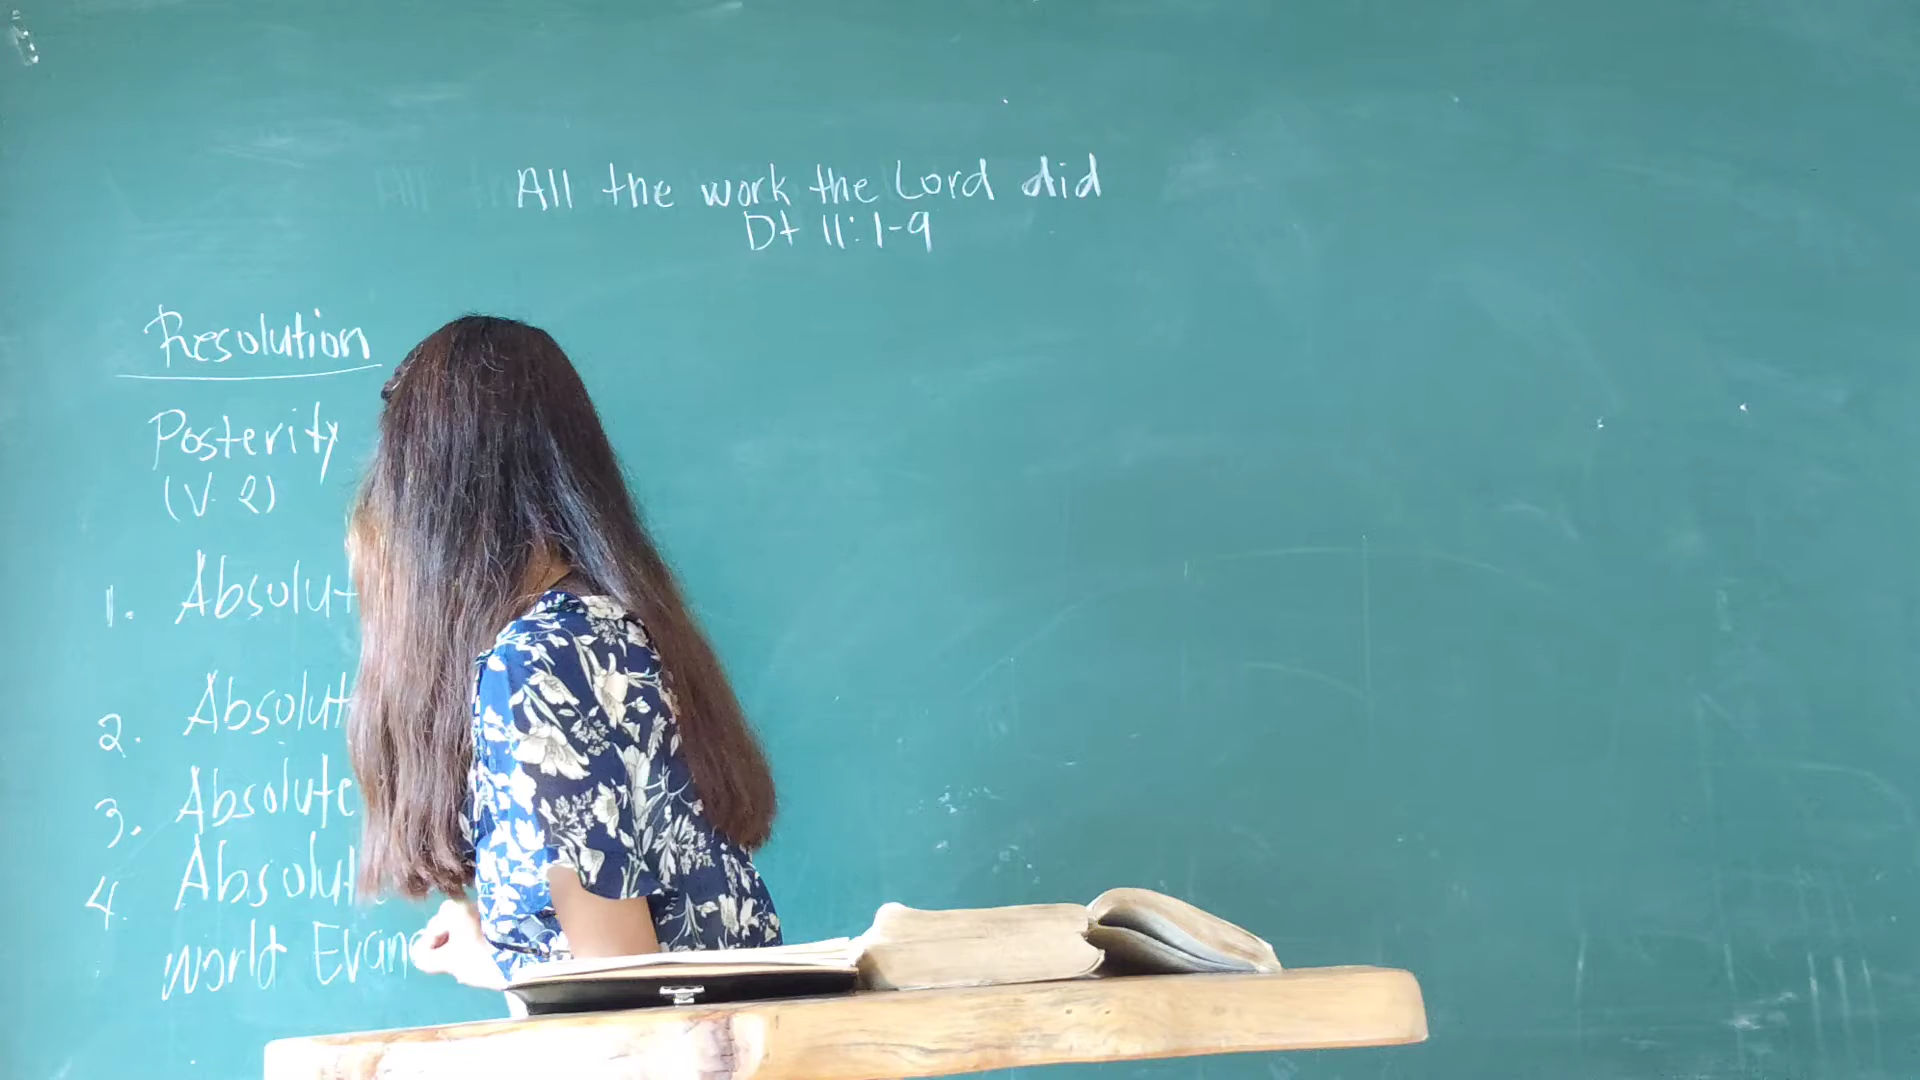 All the work the Lord did
Dt 11:1-9
Resolution
Posterity
(V. 2)
1. Absolut
2. Absolut
3. Absolute
4. Absolut
World Evang